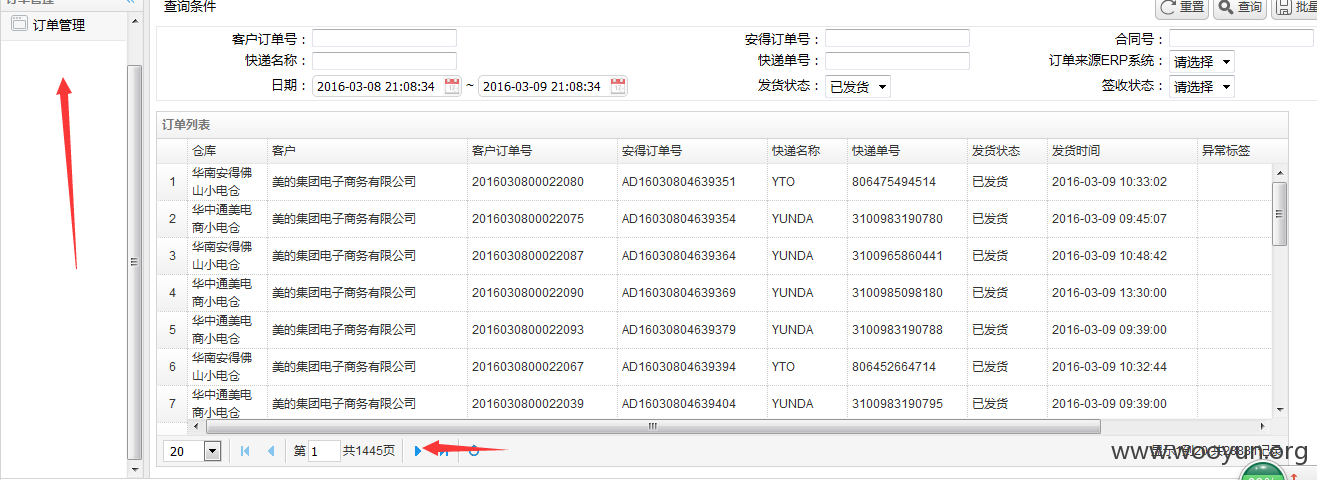 订单管理
订单管理
查询条件
重置 查询 批量
客户订单号： 安得订单号： 合同号：
快递名称： 快递单号： 订单来源ERP系统： 请选择
日期： 2016-03-08 21:08:34 ~ 2016-03-09 21:08:34 发货状态： 已发货 签收状态： 请选择
订单列表
仓库 客户 客户订单号 安得订单号 快递名称 快递单号 发货状态 发货时间 异常标签
1 华南安得佛山小电仓 美的集团电子商务有限公司 2016030800022080 AD16030804639351 YTO 806475494514 已发货 2016-03-09 10:33:02
2 华中通美电商小电仓 美的集团电子商务有限公司 2016030800022075 AD16030804639354 YUNDA 3100983190780 已发货 2016-03-09 09:45:07
3 华南安得佛山小电仓 美的集团电子商务有限公司 2016030800022087 AD16030804639364 YUNDA 3100965860441 已发货 2016-03-09 10:48:42
4 华中通美电商小电仓 美的集团电子商务有限公司 2016030800022090 AD16030804639369 YUNDA 3100985098180 已发货 2016-03-09 13:30:00
5 华中通美电商小电仓 美的集团电子商务有限公司 2016030800022093 AD16030804639379 YUNDA 3100983190788 已发货 2016-03-09 09:39:00
6 华南安得佛山小电仓 美的集团电子商务有限公司 2016030800022067 AD16030804639394 YTO 806452664714 已发货 2016-03-09 10:32:44
7 华中通美电商小电仓 美的集团电子商务有限公司 2016030800022039 AD16030804639404 YUNDA 3100983190795 已发货 2016-03-09 09:39:00
20 第 1 共1445页
www.wooyun.org